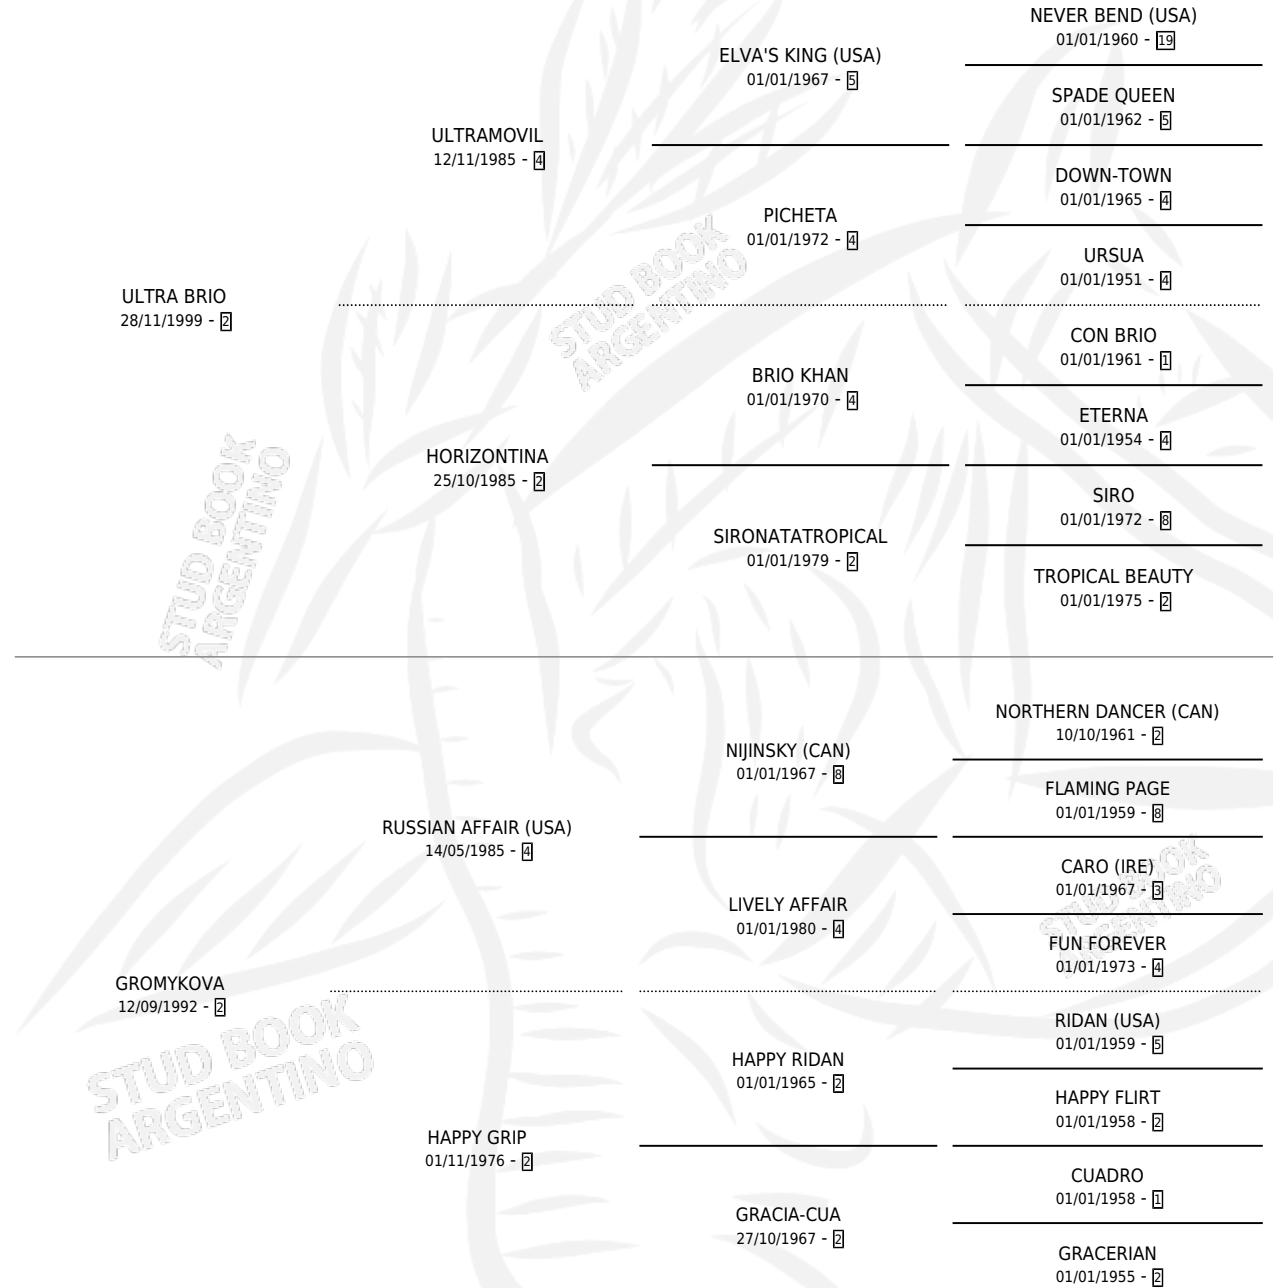 NEVER BEND (USA)
01/01/1960 - 19
ELVA'S KING (USA)
01/01/1967 - 5
SPADE QUEEN
01/01/1962 - 5
ULTRAMOVIL
12/11/1985 - 4
DOWN-TOWN
01/01/1965 - 4
PICHETA
01/01/1972 - 4
URSUA
01/01/1951 - 4
ULTRA BRIO
28/11/1999 - 2
STUD BOOK
ARGENTINO
CON BRIO
01/01/1961 - 1
BRIO KHAN
01/01/1970 - 4
ETERNA
01/01/1954 - 4
HORIZONTINA
25/10/1985 - 2
SIRO
01/01/1972 - 8
SIRONATATROPICAL
01/01/1979 - 2
TROPICAL BEAUTY
01/01/1975 - 2
STUD BOOK
ARGENTINO
NORTHERN DANCER (CAN)
10/10/1961 - 2
NIJINSKY (CAN)
01/01/1967 - 8
FLAMING PAGE
01/01/1959 - 8
RUSSIAN AFFAIR (USA)
14/05/1985 - 4
CARO (IRE)
01/01/1967 - 3
LIVELY AFFAIR
01/01/1980 - 4
STUD BOOK
ARGENTINO
FUN FOREVER
01/01/1973 - 4
GROMYKOVA
12/09/1992 - 2
RIDAN (USA)
01/01/1959 - 5
HAPPY RIDAN
01/01/1965 - 2
HAPPY FLIRT
01/01/1958 - 2
STUD BOOK
ARGENTINO
HAPPY GRIP
01/11/1976 - 2
CUADRO
01/01/1958 - 1
GRACIA-CUA
27/10/1967 - 2
GRACERIAN
01/01/1955 - 2